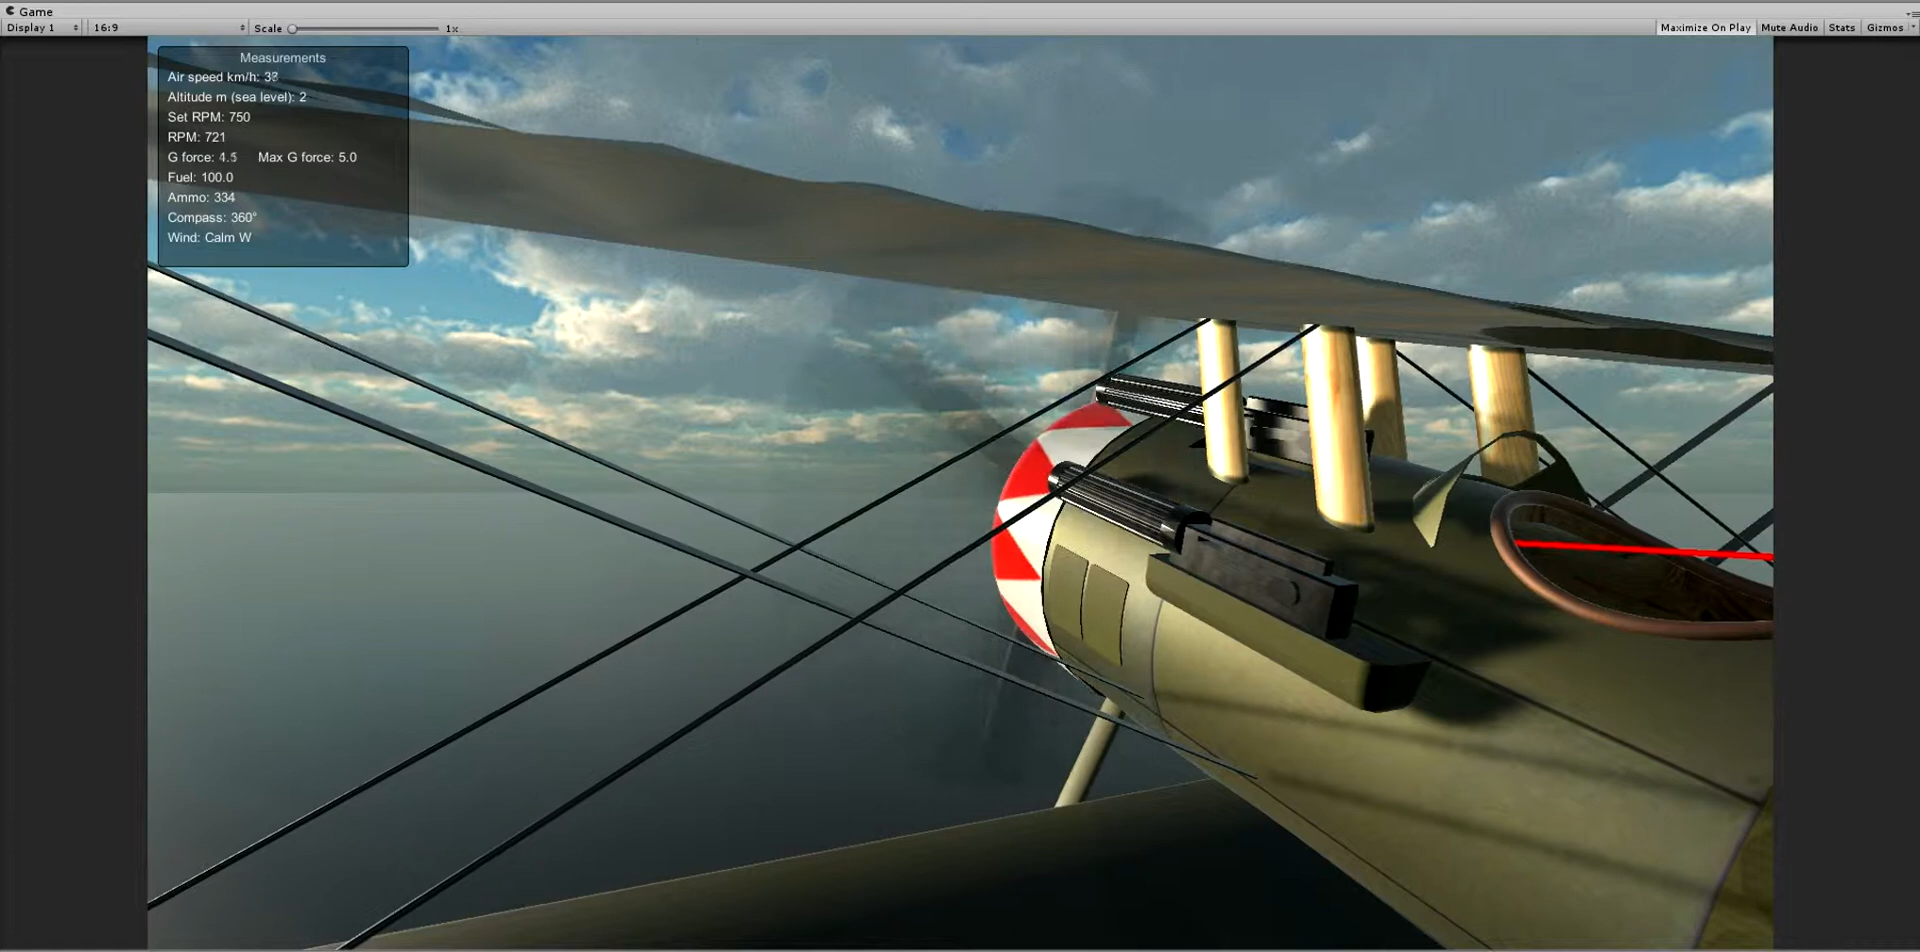 Game
Display 1 16:9 Scale 1x Maximize On Play Mute Audio Stats Gizmos
Measurements
Air speed km/h:
Altitude m (sea level): 2
Set RPM: 750
RPM: 721
G force: 4.5 Max G force: 5.0
Fuel: 100.0
Ammo: 334
Compass: 360°
Wind: Calm W